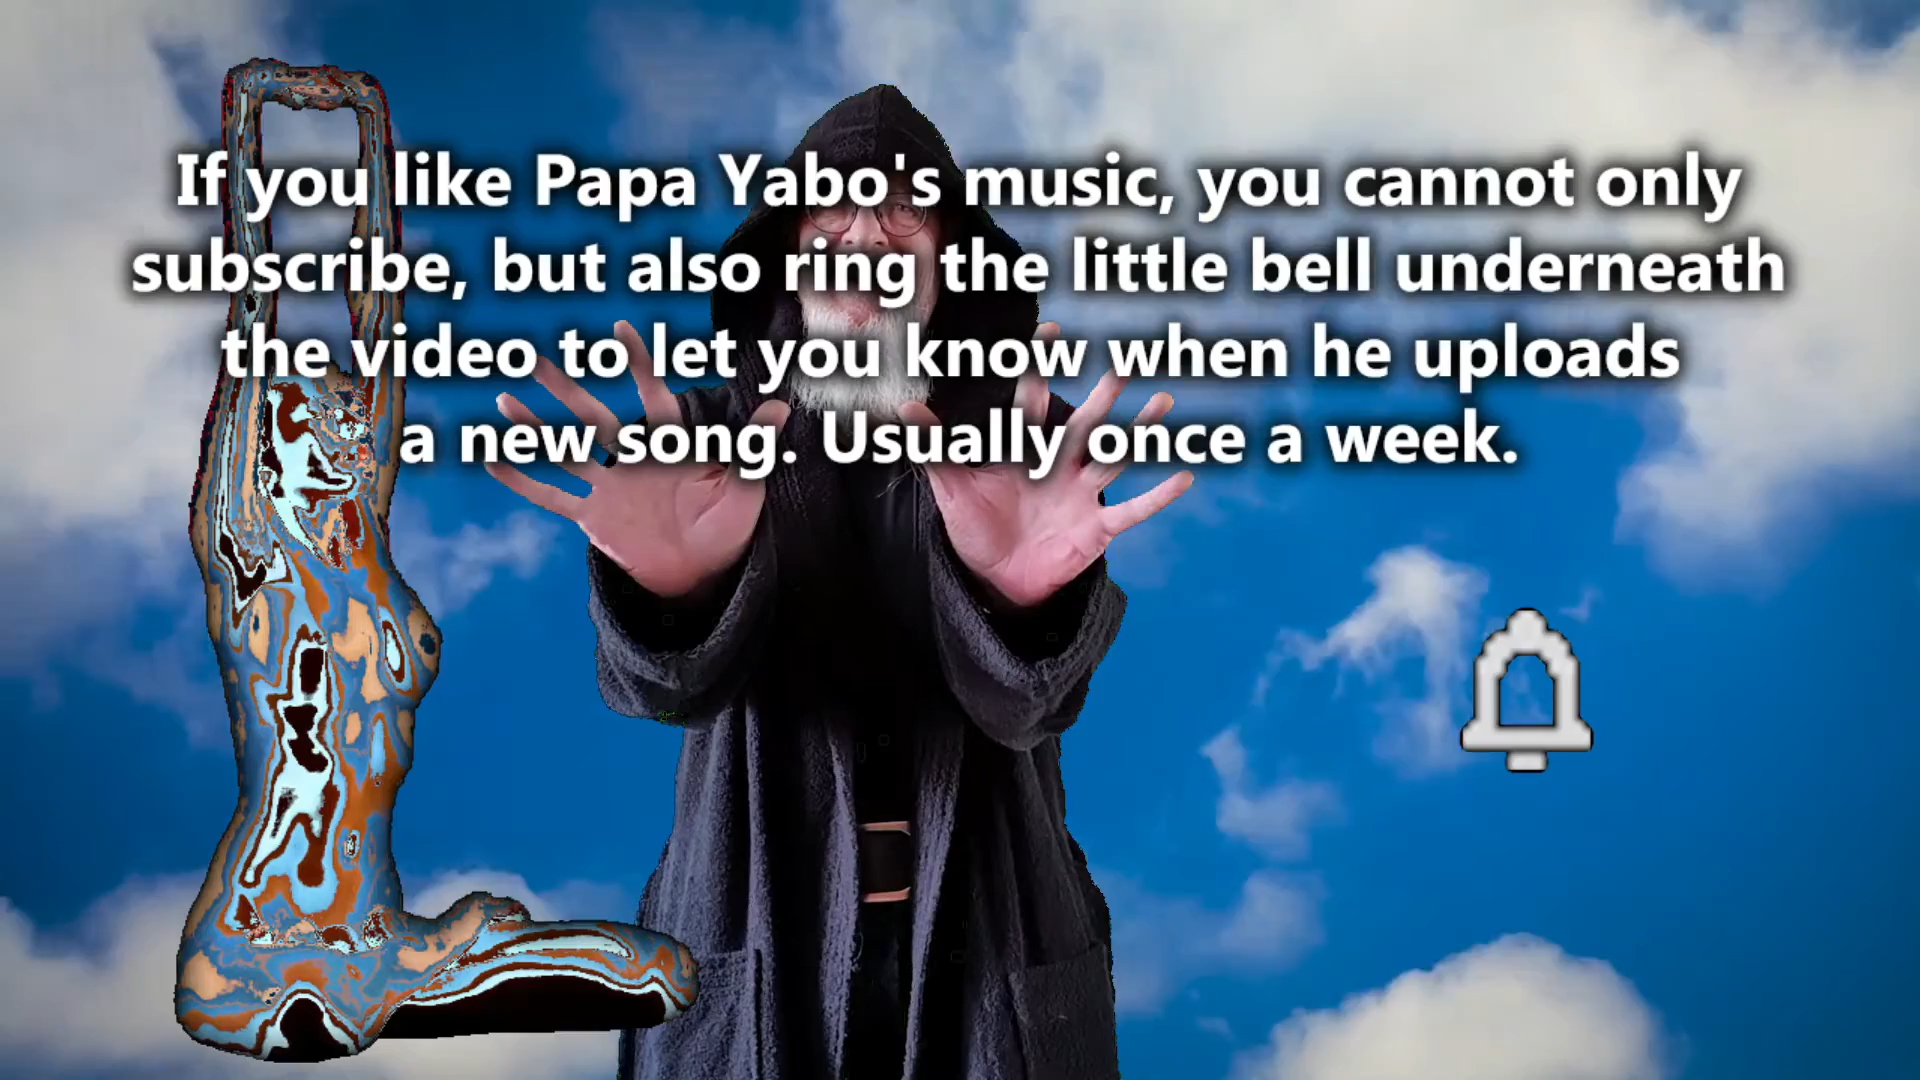 If you like Papa Yabo's music, you cannot only
subscribe, but also ring the little bell underneath
the video to let you know when he uploads
a new song. Usually once a week.